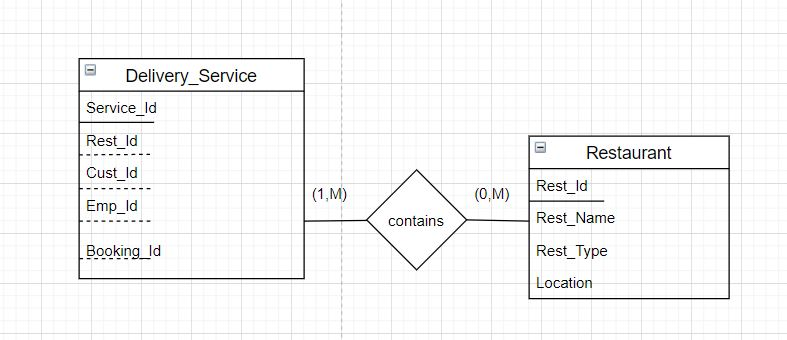 Delivery_Service
Service_Id
Rest_Id
Cust_Id
Emp_Id
Booking_Id
(1,M)
contains
(0,M)
Restaurant
Rest_Id
Rest_Name
Rest_Type
Location